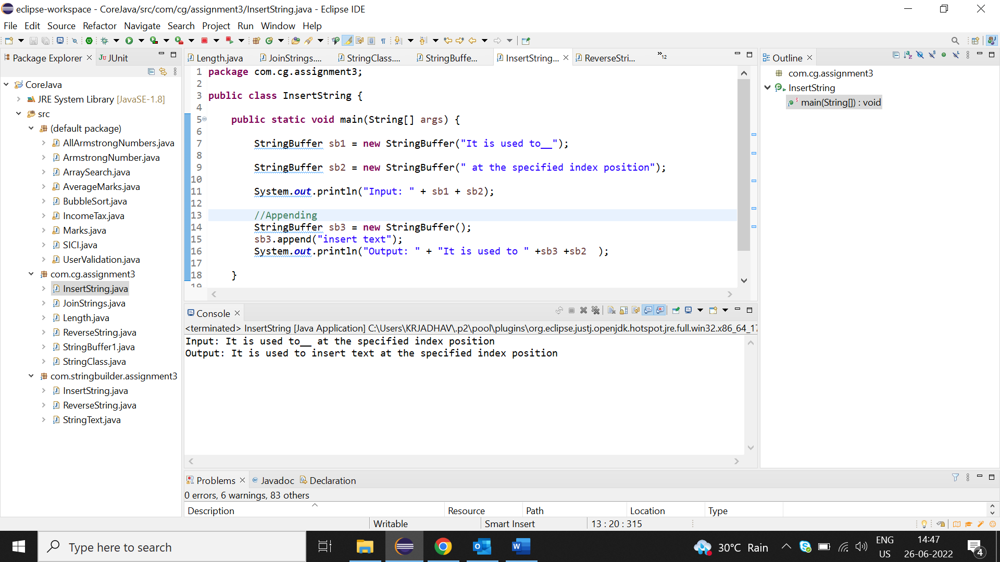 eclipse-workspace - CoreJava/src/com/cg/assignment3/InsertString.java - Eclipse IDE
File Edit Source Refactor Navigate Search Project Run Window Help
Package Explorer
JUnit
CoreJava
JRE System Library [JavaSE-1.8]
src
(default package)
AllArmstrongNumbers.java
ArmstrongNumber.java
ArraySearch.java
AverageMarks.java
BubbleSort.java
IncomeTax.java
Marks.java
SICI.java
UserValidation.java
com.cg.assignment3
InsertString.java
JoinStrings.java
Length.java
ReverseString.java
StringBuffer1.java
StringClass.java
com.stringbuilder.assignment3
InsertString.java
ReverseString.java
StringText.java
Length.java JoinStrings.... StringClass.... StringBuffe... InsertString... ReverseStri... »12
1 package com.cg.assignment3;
2
3 public class InsertString {
4
5 public static void main(String[] args) {
6
7 StringBuffer sb1 = new StringBuffer("It is used to__");
8
9 StringBuffer sb2 = new StringBuffer(" at the specified index position");
10
11 System.out.println("Input: " + sb1 + sb2);
12
13 //Appending
14 StringBuffer sb3 = new StringBuffer();
15 sb3.append("insert text");
16 System.out.println("Output: " + "It is used to " +sb3 +sb2  );
17
18 }
19
Console
<terminated> InsertString [Java Application] C:\Users\KRJADHAV\.p2\pool\plugins\org.eclipse.justj.openjdk.hotspot.jre.full.win32.x86_64_17
Input: It is used to__ at the specified index position
Output: It is used to insert text at the specified index position
Problems Javadoc Declaration
0 errors, 6 warnings, 83 others
Description Resource Path Location Type
Outline
com.cg.assignment3
InsertString
main(String[]) : void
Writable Smart Insert 13 : 20 : 315
Type here to search
30°C Rain
ENG
US
14:47
26-06-2022
4